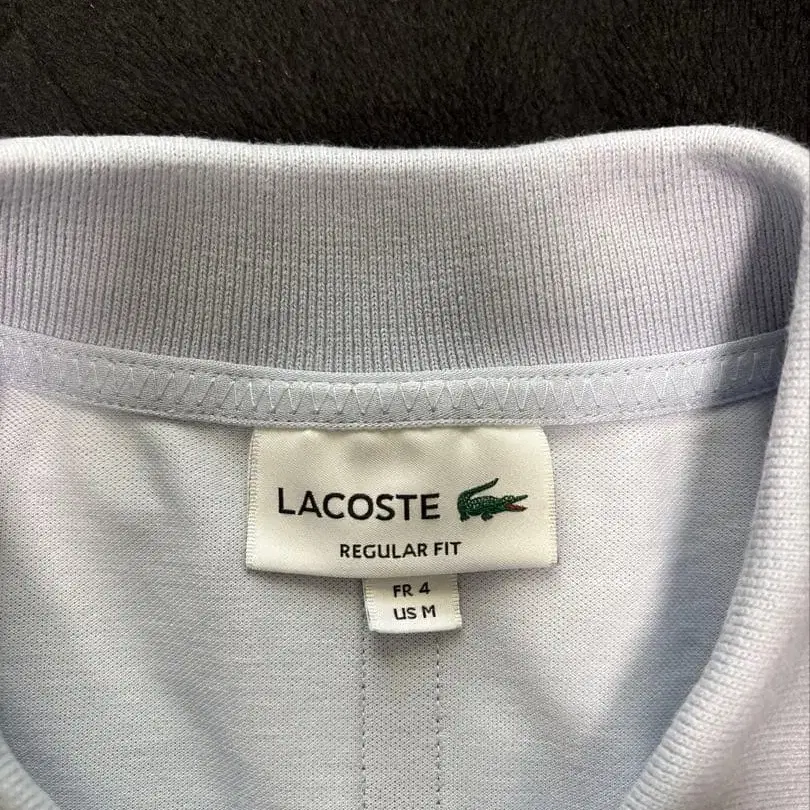 LACOSTE
REGULAR FIT
FR 4
US M